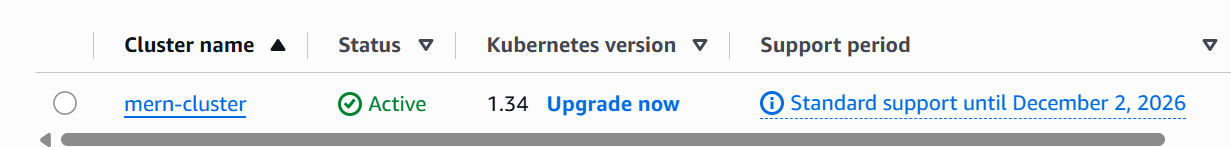 Cluster name Status Kubernetes version Support period
mern-cluster Active 1.34 Upgrade now Standard support until December 2, 2026